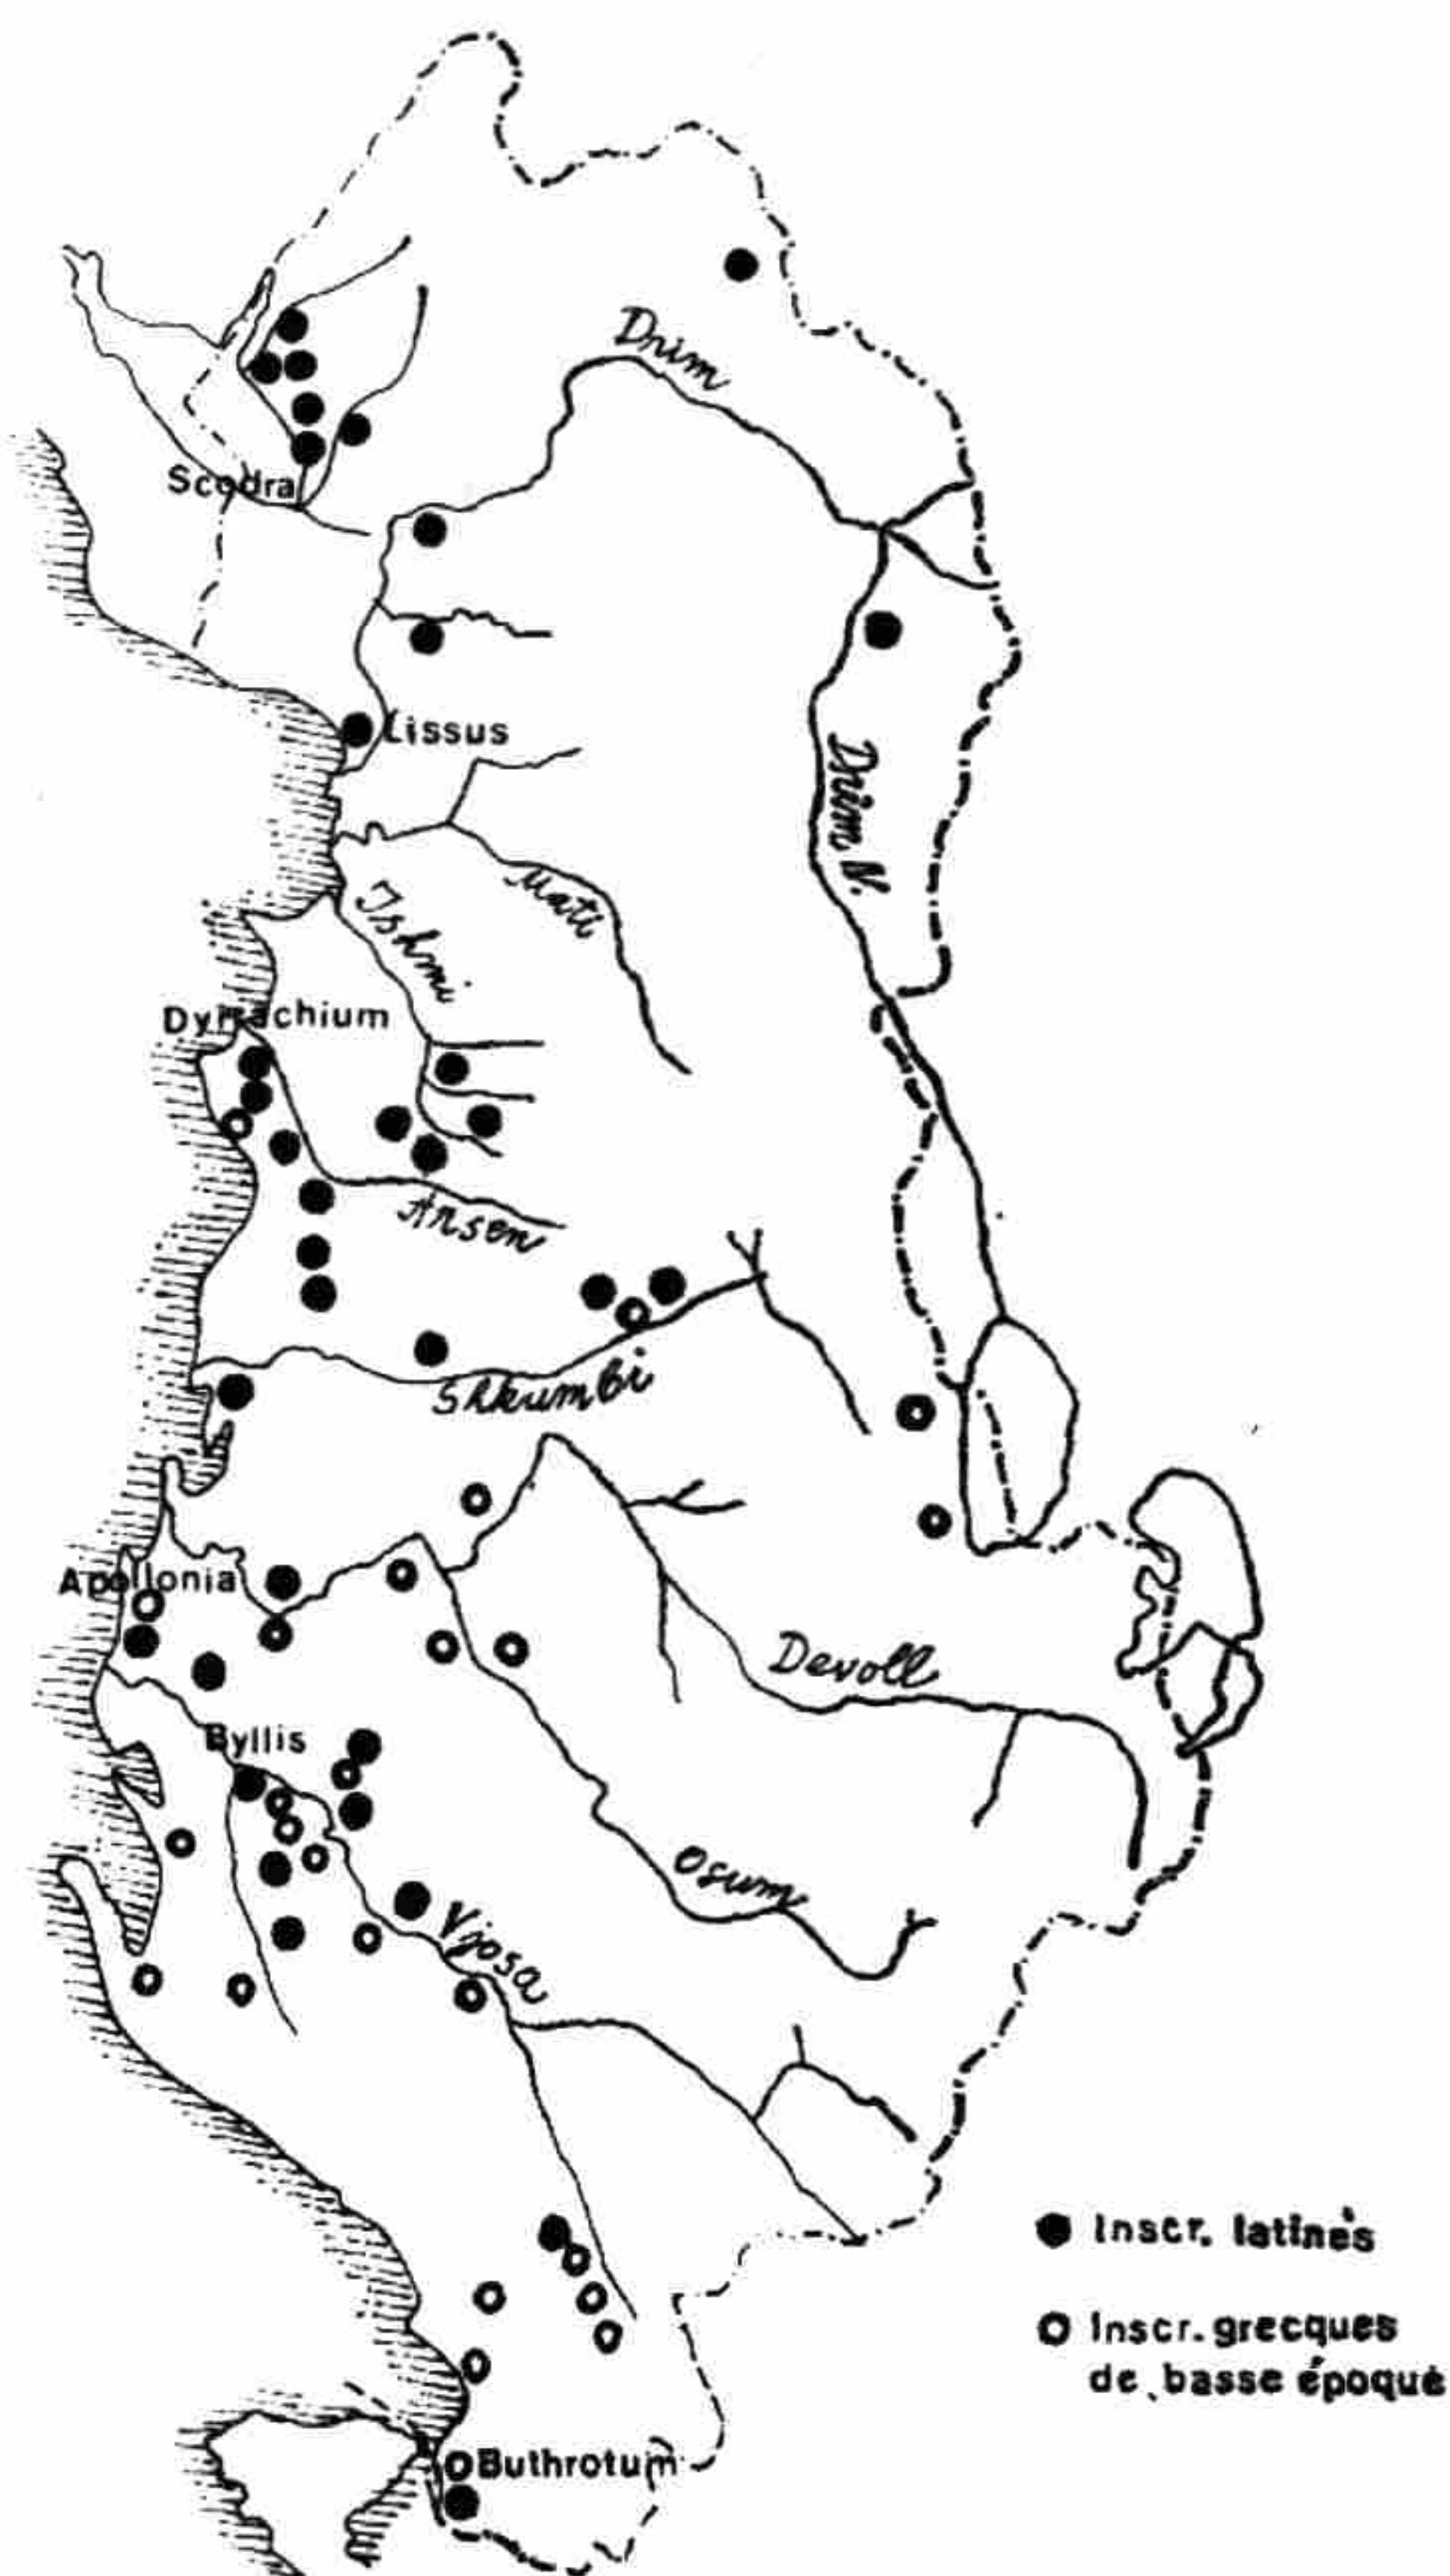 Drim
Scodra
Lissus
Drim N.
Mati
Ishmi
Dyrrachium
Arsen
Shkumbi
Apollonia
Devoll
Byllis
Osum
Vjosa
Inscr. latines
Inscr. grecques
de basse époque
Buthrotum